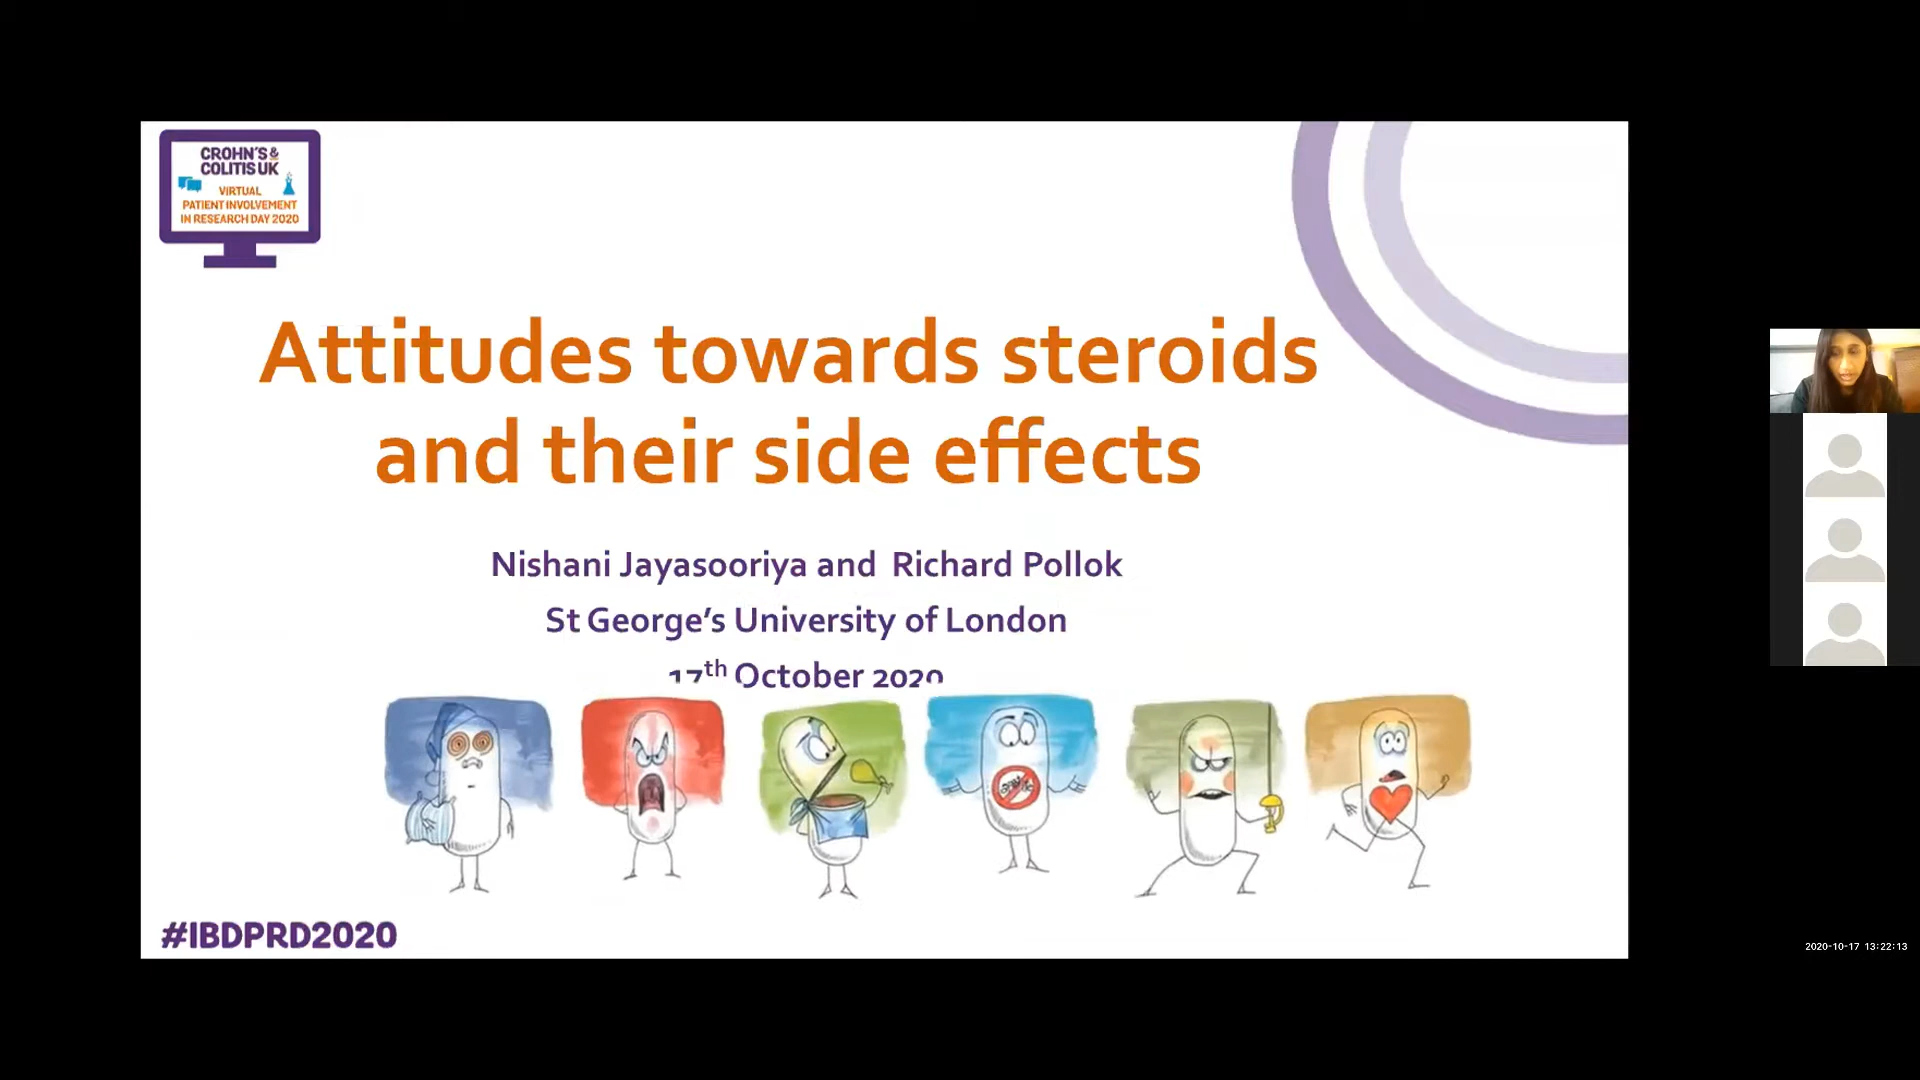 CROHN'S &
COLITIS UK
VIRTUAL
PATIENT INVOLVEMENT
IN RESEARCH DAY 2020
Attitudes towards steroids
and their side effects
Nishani Jayasooriya and Richard Pollok
St George's University of London
17th October 2020
#IBDPRD2020
2020-10-17 13:22:13